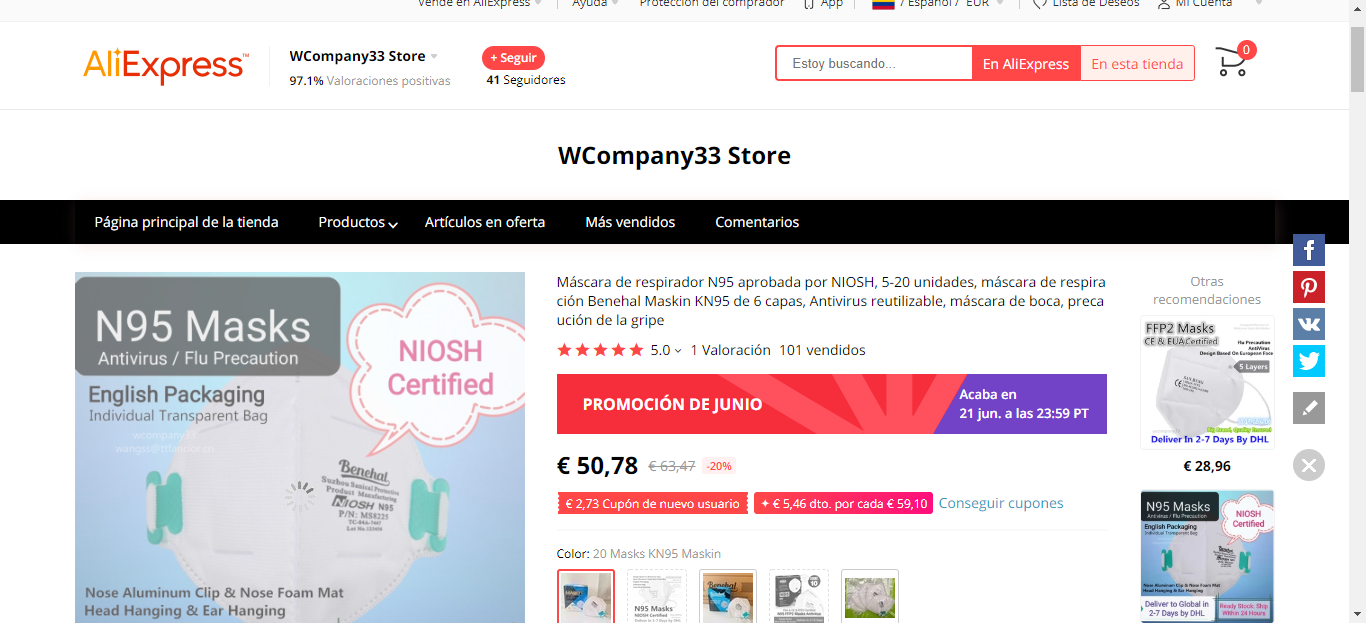 Vende en AliExpress
Ayuda
Protección del comprador
App
/ Español / EUR
Lista de Deseos
Mi Cuenta
AliExpress™
WCompany33 Store
97.1% Valoraciones positivas
+ Seguir
41 Seguidores
Estoy buscando...
En AliExpress
En esta tienda
0
WCompany33 Store
Página principal de la tienda
Productos
Artículos en oferta
Más vendidos
Comentarios
N95 Masks
Antivirus / Flu Precaution
NIOSH
Certified
English Packaging
Individual Transparent Bag
wcompany33
Benehal
Suzhou Sanical Protective
Product Manufacturing
NIOSH N95
P/N: MS8225
TC-84A-7447
Nose Aluminum Clip & Nose Foam Mat
Head Hanging & Ear Hanging
Máscara de respirador N95 aprobada por NIOSH, 5-20 unidades, máscara de respira
ción Benehal Maskin KN95 de 6 capas, Antivirus reutilizable, máscara de boca, preca
ución de la gripe
5.0
1 Valoración
101 vendidos
PROMOCIÓN DE JUNIO
Acaba en
21 jun. a las 23:59 PT
€ 50,78
€ 63,47
-20%
€ 2,73 Cupón de nuevo usuario
€ 5,46 dto. por cada € 59,10
Conseguir cupones
Color: 20 Masks KN95 Maskin
Benehal
N95 Masks
NIOSH Certified
Otras
recomendaciones
FFP2 Masks
CE & EUA Certified
Flu Precaution
AntiVirus
Design Based On European Face
5 Layers
Deliver In 2-7 Days By DHL
€ 28,96
N95 Masks
Antivirus / Flu Precaution
NIOSH
Certified
English Packaging
Individual Transparent Bag
Benehal
Nose Aluminum Clip & Nose Foam Mat
Head Hanging & Ear Hanging
Deliver to Global in
2-7 Days by DHL
Ready Stock: Ship
Within 24 Hours